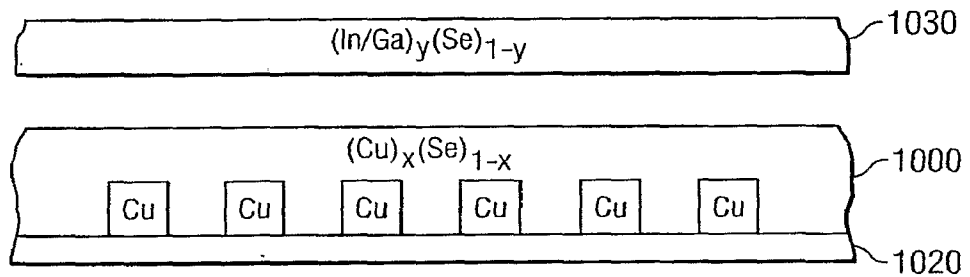 1030
(In/Ga)y(Se)1-y
(Cu)x(Se)1-x
1000
Cu Cu Cu Cu Cu Cu
1020